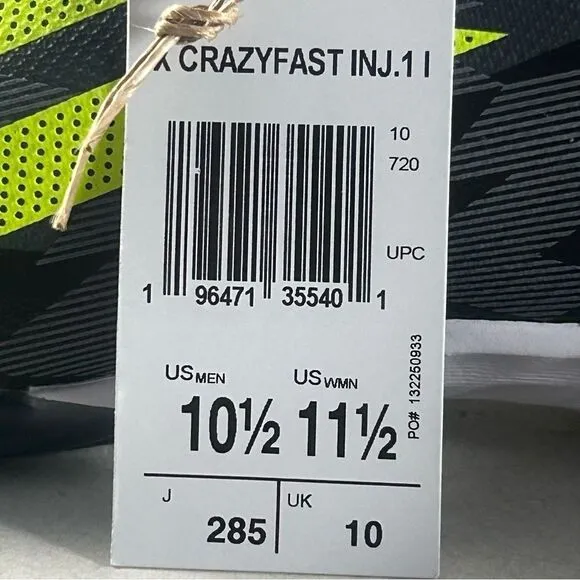 X CRAZYFAST INJ.1 I
10
720
UPC
1 96471 35540 1
PO# 132250933
US MEN US WMN
10½ 11½
J UK
285 10